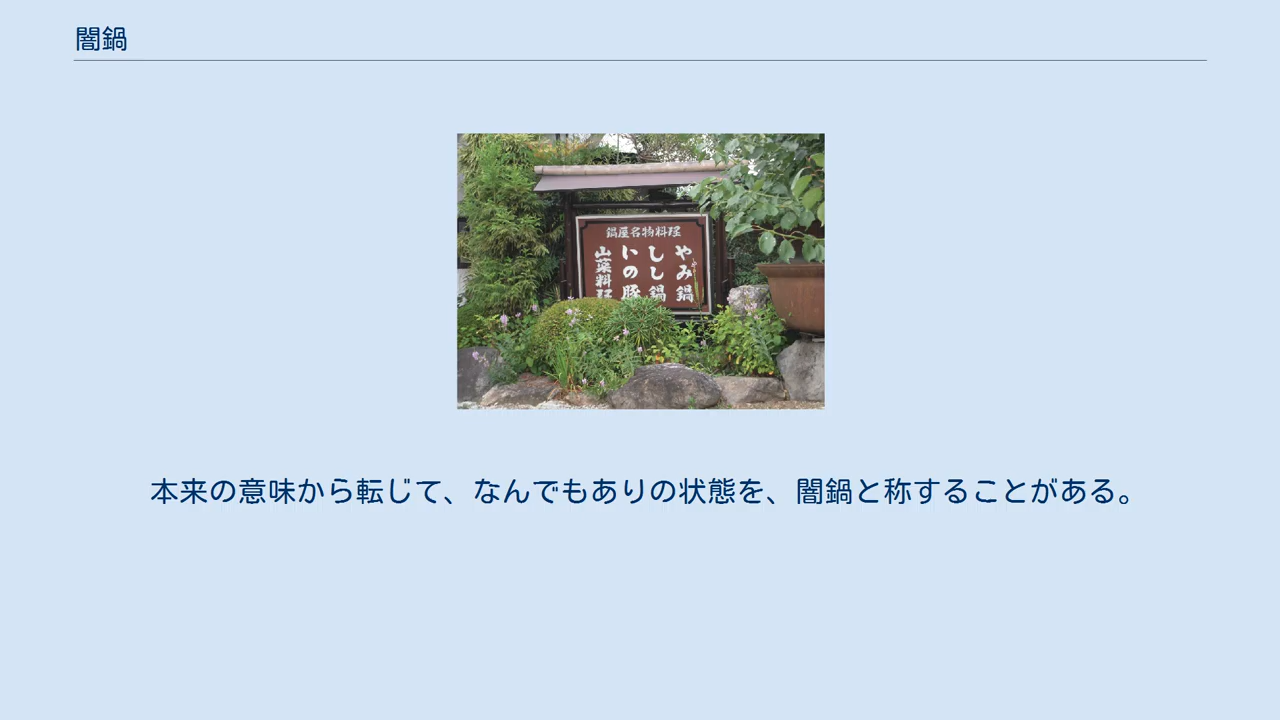 闇鍋
鍋屋名物料理
やみ鍋
しし鍋
いの豚
山菜料理
本来の意味から転じて、なんでもありの状態を、闇鍋と称することがある。